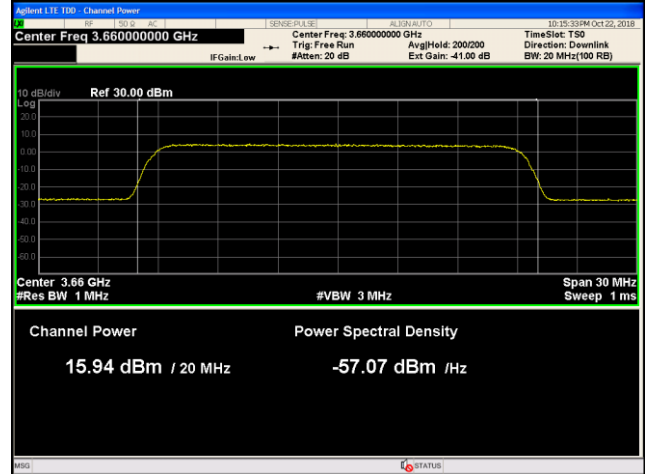 Agilent LTE TDD - Channel Power
LXI RF 50 Ω AC SENSE:PULSE ALIGN AUTO 10:15:33 PM Oct 22, 2018
Center Freq 3.660000000 GHz
Center Freq: 3.660000000 GHz
TimeSlot: TS0
Trig: Free Run Avg|Hold: 200/200
Direction: Downlink
IFGain:Low
#Atten: 20 dB Ext Gain: -41.00 dB
BW: 20 MHz(100 RB)
10 dB/div Ref 30.00 dBm
Log
20.0
10.0
0.00
-10.0
-20.0
-30.0
-40.0
-50.0
-60.0
Center 3.66 GHz Span 30 MHz
#Res BW 1 MHz #VBW 3 MHz Sweep 1 ms
Channel Power Power Spectral Density
15.94 dBm / 20 MHz -57.07 dBm /Hz
MSG STATUS